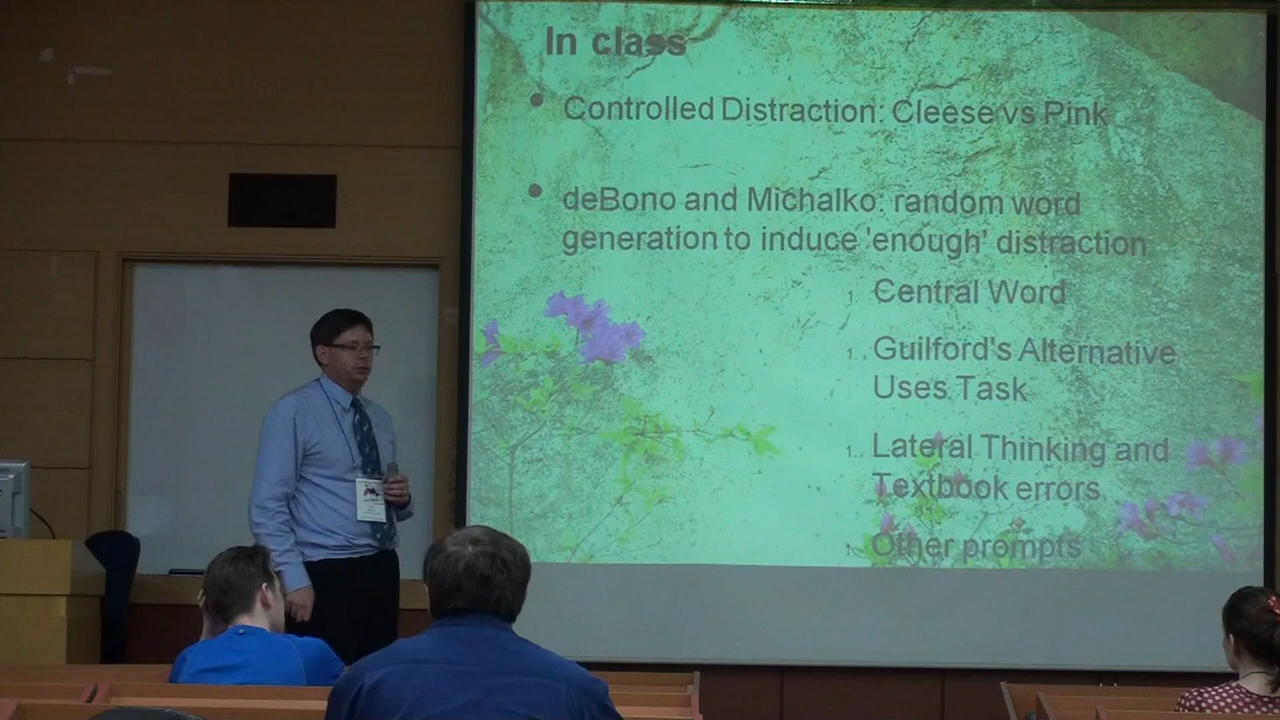 In class
• Controlled Distraction: Cleese vs Pink
• deBono and Michalko: random word
generation to induce 'enough' distraction
1. Central Word
1. Guilford's Alternative
Uses Task
1. Lateral Thinking and
Textbook errors
1. Other prompts